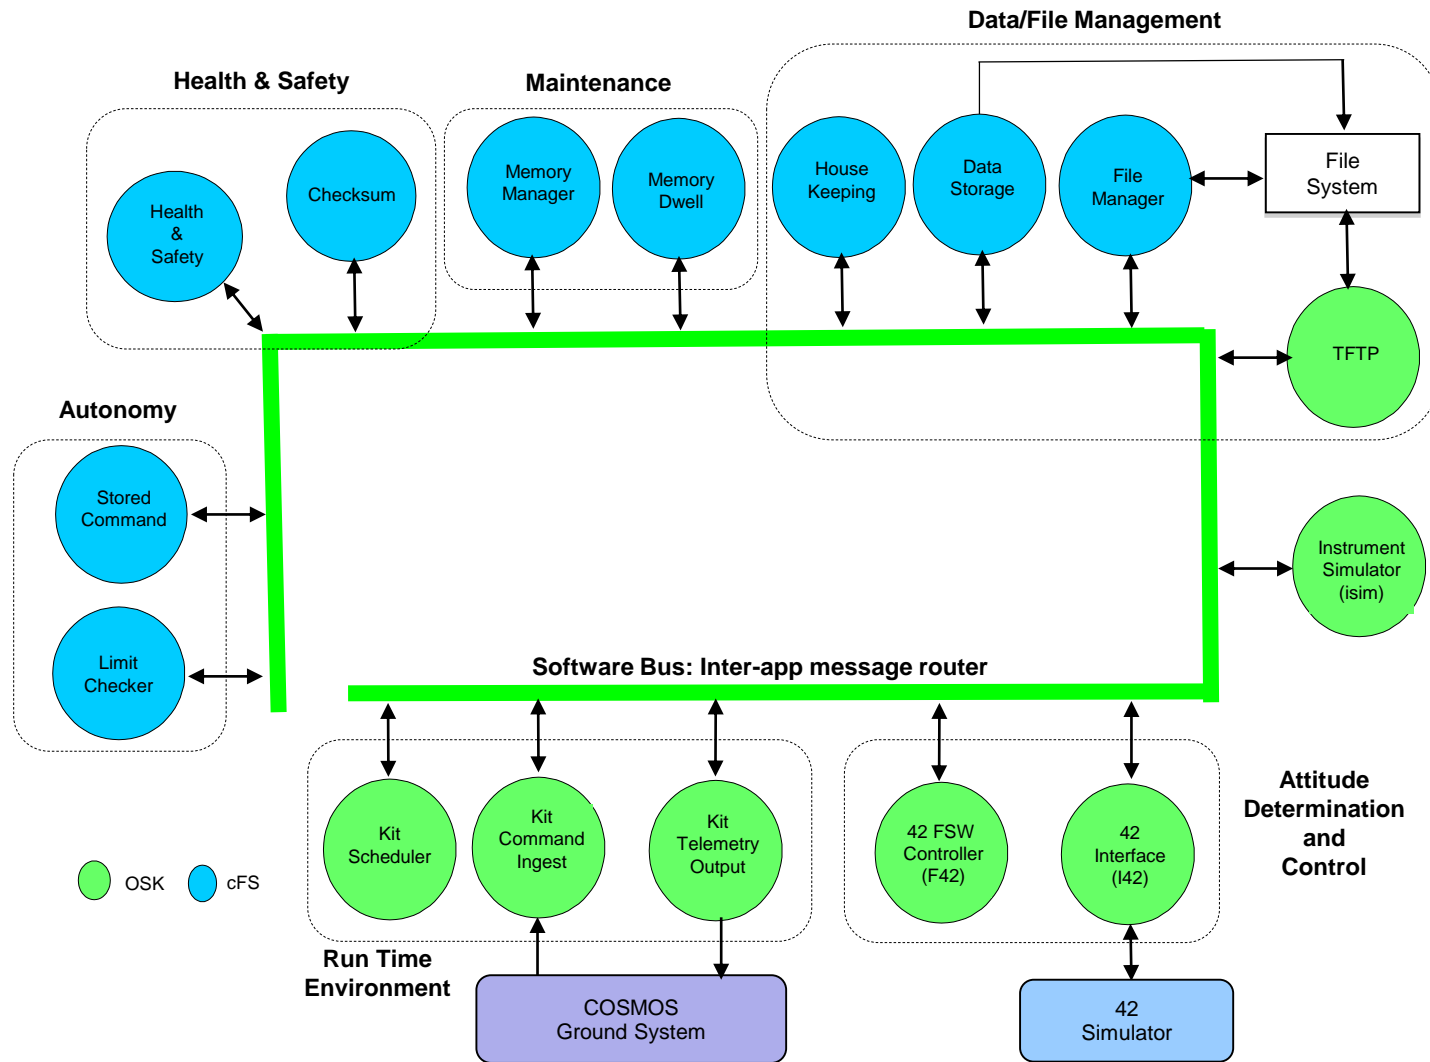 Data/File Management
Health & Safety
Maintenance
Health
&
Safety
Checksum
Memory
Manager
Memory
Dwell
House
Keeping
Data
Storage
File
Manager
File
System
TFTP
Autonomy
Stored
Command
Limit
Checker
Instrument
Simulator
(isim)
Software Bus: Inter-app message router
Kit
Scheduler
Kit
Command
Ingest
Kit
Telemetry
Output
42 FSW
Controller
(F42)
42
Interface
(I42)
Attitude
Determination
and
Control
OSK
cFS
Run Time
Environment
COSMOS
Ground System
42
Simulator